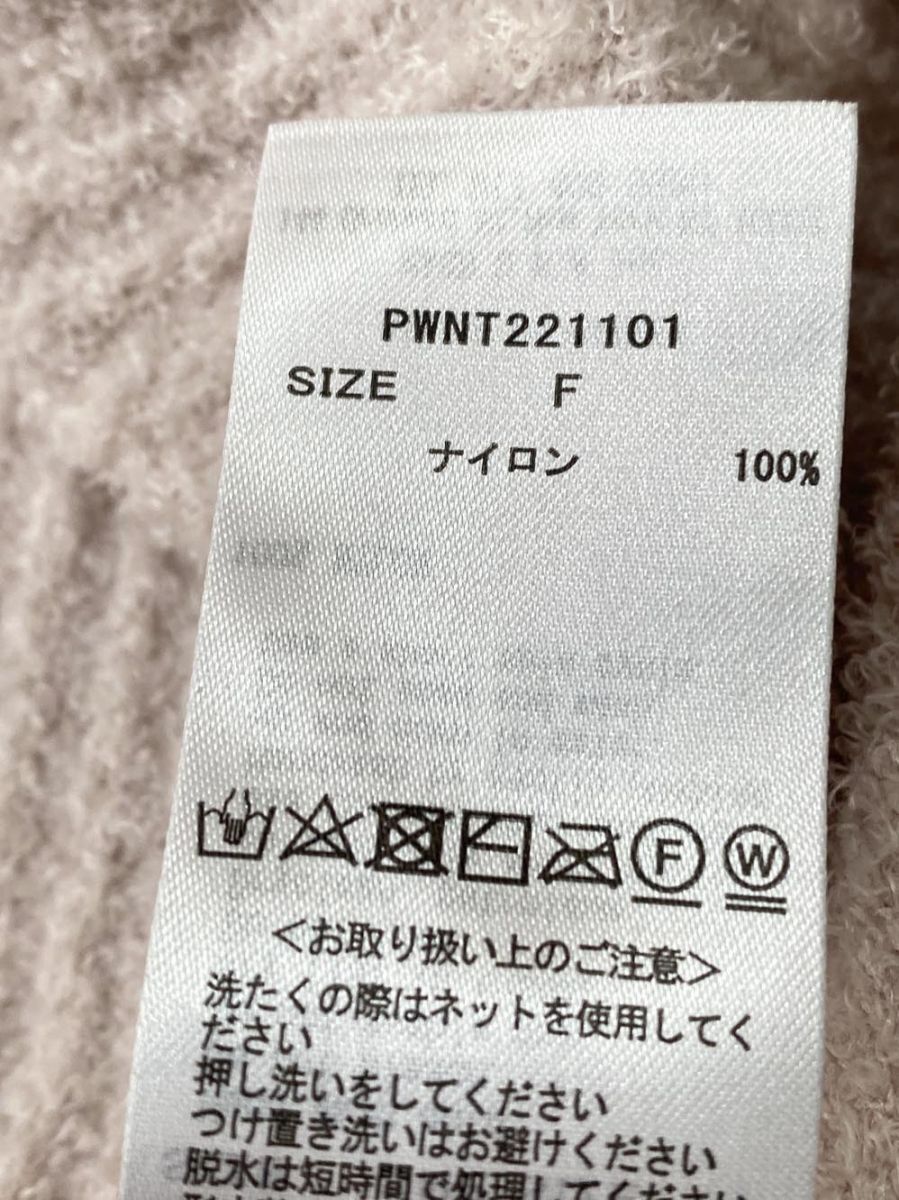 PWNT221101
SIZE F
ナイロン 100%
F W
<お取り扱い上のご注意>
洗たくの際はネットを使用してく
ださい
押し洗いをしてください
つけ置き洗いはお避けください
脱水は短時間で処理してください